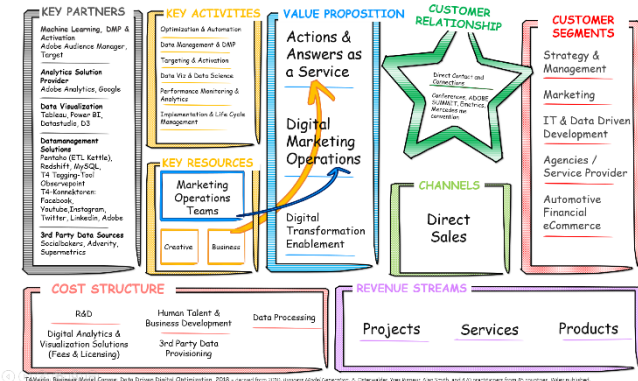 KEY PARTNERS
Machine Learning, DMP &
Activation
Adobe Audience Manager,
Target
Analytics Solution
Provider
Adobe Analytics, Google
Data Visualization
Tableau, Power BI,
Datastudio, D3
Datamanagement
Solutions
Pentaho (ETL Kettle),
Redshift, MySQL,
T4 Tagging-Tool
Observepoint
T4-Konnektoren:
Facebook,
Youtube,Instagram,
Twitter, Linkedin, Adobe
3rd Party Data Sources
Socialbakers, Adverity,
Supermetrics
KEY ACTIVITIES
Optimization & Automation
Data Management & DMP
Targeting & Activation
Data Viz & Data Science
Performance Monitoring &
Analytics
Implementation & Life Cycle
Management
KEY RESOURCES
Marketing
Operations
Teams
Creative
Business
VALUE PROPOSITION
Actions &
Answers as
a Service
Digital
Marketing
Operations
Digital
Transformation
Enablement
CUSTOMER
RELATIONSHIP
Direct Contact and
Connections
Conferences, ADOBE
SUMMIT, Emetrics,
Mercedes me
convention
CHANNELS
Direct
Sales
CUSTOMER
SEGMENTS
Strategy &
Management
Marketing
IT & Data Driven
Development
Agencies /
Service Provider
Automotive
Financial
eCommerce
COST STRUCTURE
R&D
Digital Analytics &
Visualization Solutions
(Fees & Licensing)
Human Talent &
Business Development
3rd Party Data
Provisioning
Data Processing
REVENUE STREAMS
Projects
Services
Products